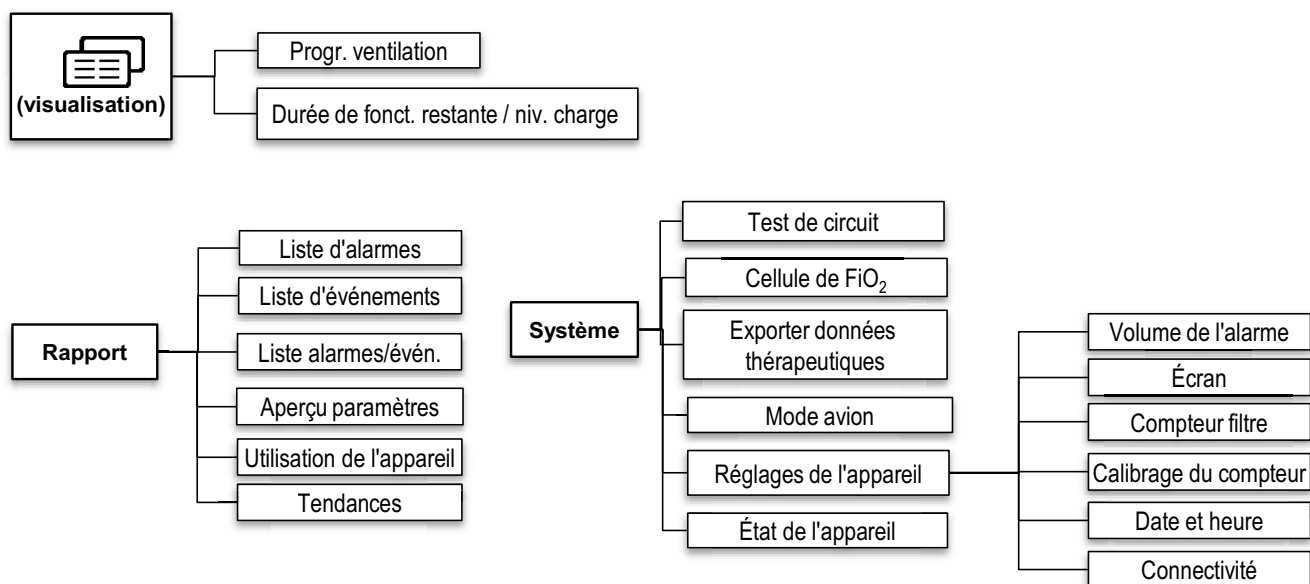 (visualisation)
Progr. ventilation
Durée de fonct. restante / niv. charge
Rapport
Liste d'alarmes
Liste d'événements
Liste alarmes/évén.
Aperçu paramètres
Utilisation de l'appareil
Tendances
Système
Test de circuit
Cellule de FiO₂
Exporter données
thérapeutiques
Mode avion
Réglages de l'appareil
État de l'appareil
Volume de l'alarme
Écran
Compteur filtre
Calibrage du compteur
Date et heure
Connectivité